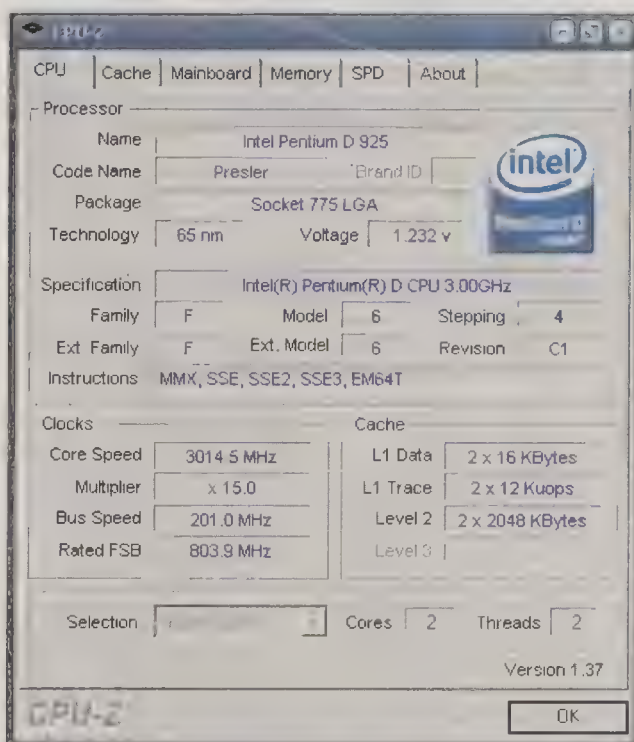 CPU-Z
CPU Cache Mainboard Memory SPD About
Processor
Name Intel Pentium D 925
Code Name Presler Brand ID
intel
Package Socket 775 LGA
Technology 65 nm Voltage 1.232 v
Specification Intel(R) Pentium(R) D CPU 3.00GHz
Family F Model 6 Stepping 4
Ext Family F Ext. Model 6 Revision C1
Instructions MMX, SSE, SSE2, SSE3, EM64T
Clocks Cache
Core Speed 3014.5 MHz L1 Data 2 x 16 KBytes
Multiplier x 15.0 L1 Trace 2 x 12 Kuops
Bus Speed 201.0 MHz Level 2 2 x 2048 KBytes
Rated FSB 803.9 MHz Level 3
Selection Cores 2 Threads 2
Version 1.37
CPU-Z OK